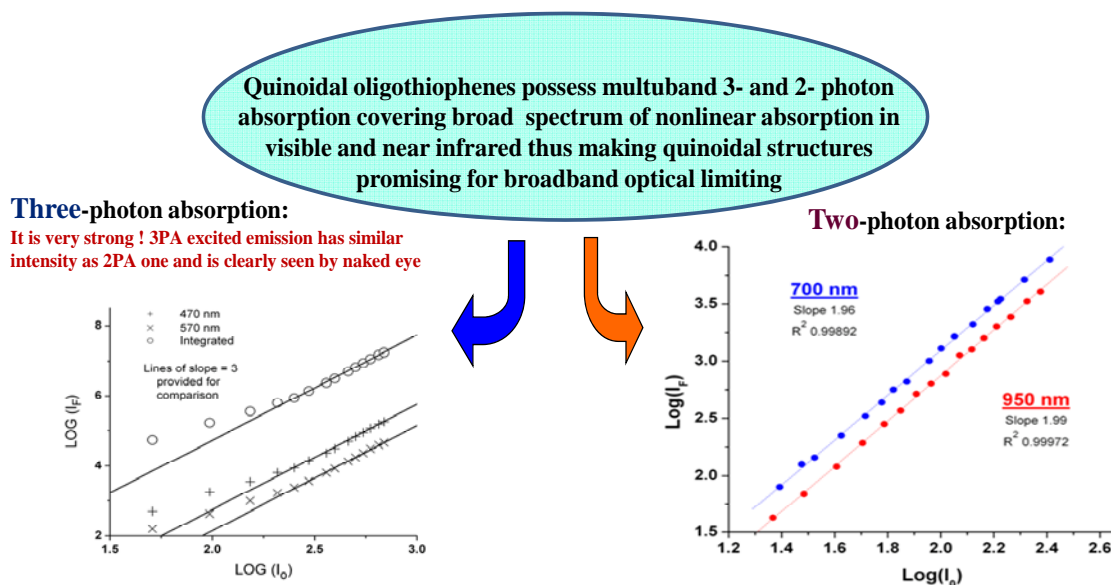 Quinoidal oligothiophenes possess multuband 3- and 2- photon
absorption covering broad spectrum of nonlinear absorption in
visible and near infrared thus making quinoidal structures
promising for broadband optical limiting
Three-photon absorption:
It is very strong ! 3PA excited emission has similar
intensity as 2PA one and is clearly seen by naked eye
+ 470 nm
× 570 nm
○ Integrated
Lines of slope = 3
provided for
comparison
LOG (I_F)
8
6
4
2
1.5 2.0 2.5 3.0
LOG (I_0)
Two-photon absorption:
700 nm
Slope 1.96
R² 0.99892
950 nm
Slope 1.99
R² 0.99972
Log(I_F)
4.0
3.5
3.0
2.5
2.0
1.5
1.2 1.4 1.6 1.8 2.0 2.2 2.4 2.6
Log(I_0)